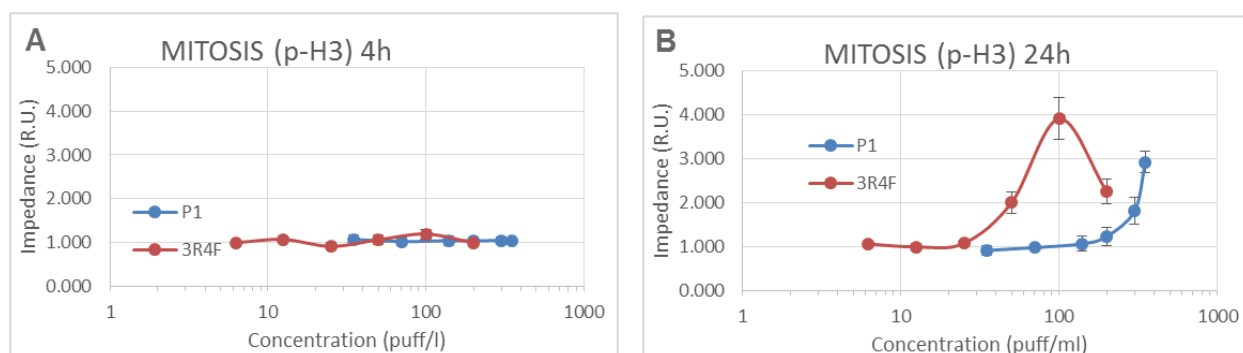 A
MITOSIS (p-H3) 4h
Impedance (R.U.)
5.000
4.000
3.000
2.000
1.000
0.000
P1
3R4F
1
10
100
1000
Concentration (puff/l)
B
MITOSIS (p-H3) 24h
Impedance (R.U.)
5.000
4.000
3.000
2.000
1.000
0.000
P1
3R4F
1
10
100
1000
Concentration (puff/ml)